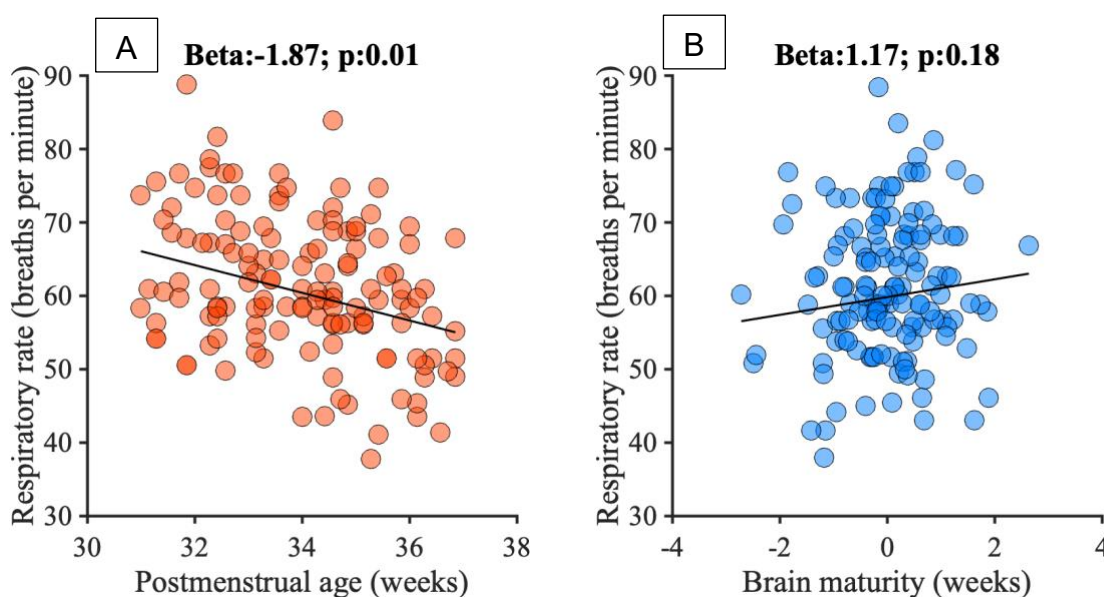 A
Beta:-1.87; p:0.01
Respiratory rate (breaths per minute)
90
80
70
60
50
40
30
30 32 34 36 38
Postmenstrual age (weeks)
B
Beta:1.17; p:0.18
Respiratory rate (breaths per minute)
90
80
70
60
50
40
30
-4 -2 0 2 4
Brain maturity (weeks)